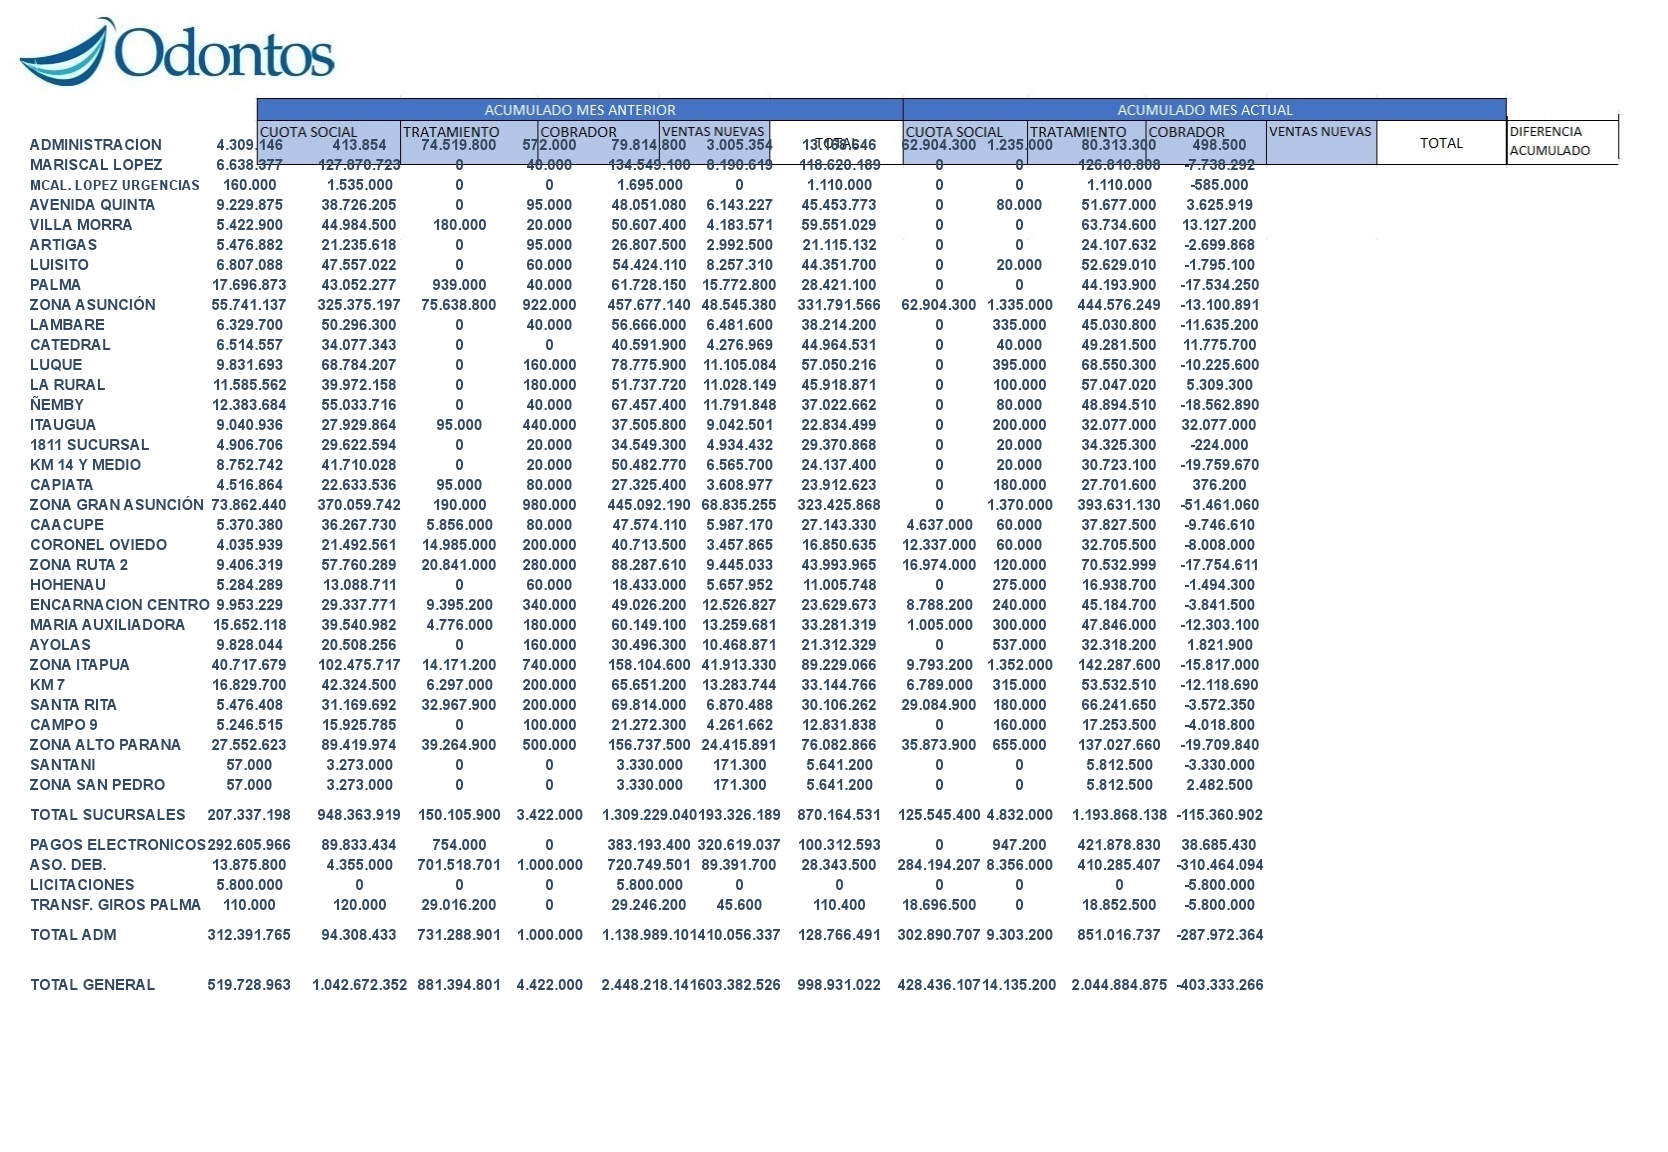 Odontos
ACUMULADO MES ANTERIOR ACUMULADO MES ACTUAL
CUOTA SOCIAL TRATAMIENTO COBRADOR VENTAS NUEVAS TOTAL CUOTA SOCIAL TRATAMIENTO COBRADOR VENTAS NUEVAS TOTAL DIFERENCIA ACUMULADO
ADMINISTRACION 4.309.146 413.854 74.519.800 572.000 79.814.800 3.005.354 62.904.300 1.235.000 80.313.300 498.500
MARISCAL LOPEZ 6.638.377 127.870.723 0 40.000 134.549.100 8.190.619 118.620.189 0 0 126.810.808 -7.738.292
MCAL. LOPEZ URGENCIAS 160.000 1.535.000 0 0 1.695.000 0 1.110.000 0 0 1.110.000 -585.000
AVENIDA QUINTA 9.229.875 38.726.205 0 95.000 48.051.080 6.143.227 45.453.773 0 80.000 51.677.000 3.625.919
VILLA MORRA 5.422.900 44.984.500 180.000 20.000 50.607.400 4.183.571 59.551.029 0 0 63.734.600 13.127.200
ARTIGAS 5.476.882 21.235.618 0 95.000 26.807.500 2.992.500 21.115.132 0 0 24.107.632 -2.699.868
LUISITO 6.807.088 47.557.022 0 60.000 54.424.110 8.257.310 44.351.700 0 20.000 52.629.010 -1.795.100
PALMA 17.696.873 43.052.277 939.000 40.000 61.728.150 15.772.800 28.421.100 0 0 44.193.900 -17.534.250
ZONA ASUNCIÓN 55.741.137 325.375.197 75.638.800 922.000 457.677.140 48.545.380 331.791.566 62.904.300 1.335.000 444.576.249 -13.100.891
LAMBARE 6.329.700 50.296.300 0 40.000 56.666.000 6.481.600 38.214.200 0 335.000 45.030.800 -11.635.200
CATEDRAL 6.514.557 34.077.343 0 0 40.591.900 4.276.969 44.964.531 0 40.000 49.281.500 11.775.700
LUQUE 9.831.693 68.784.207 0 160.000 78.775.900 11.105.084 57.050.216 0 395.000 68.550.300 -10.225.600
LA RURAL 11.585.562 39.972.158 0 180.000 51.737.720 11.028.149 45.918.871 0 100.000 57.047.020 5.309.300
ÑEMBY 12.383.684 55.033.716 0 40.000 67.457.400 11.791.848 37.022.662 0 80.000 48.894.510 -18.562.890
ITAUGUA 9.040.936 27.929.864 95.000 440.000 37.505.800 9.042.501 22.834.499 0 200.000 32.077.000 32.077.000
1811 SUCURSAL 4.906.706 29.622.594 0 20.000 34.549.300 4.934.432 29.370.868 0 20.000 34.325.300 -224.000
KM 14 Y MEDIO 8.752.742 41.710.028 0 20.000 50.482.770 6.565.700 24.137.400 0 20.000 30.723.100 -19.759.670
CAPIATA 4.516.864 22.633.536 95.000 80.000 27.325.400 3.608.977 23.912.623 0 180.000 27.701.600 376.200
ZONA GRAN ASUNCIÓN 73.862.440 370.059.742 190.000 980.000 445.092.190 68.835.255 323.425.868 0 1.370.000 393.631.130 -51.461.060
CAACUPE 5.370.380 36.267.730 5.856.000 80.000 47.574.110 5.987.170 27.143.330 4.637.000 60.000 37.827.500 -9.746.610
CORONEL OVIEDO 4.035.939 21.492.561 14.985.000 200.000 40.713.500 3.457.865 16.850.635 12.337.000 60.000 32.705.500 -8.008.000
ZONA RUTA 2 9.406.319 57.760.289 20.841.000 280.000 88.287.610 9.445.033 43.993.965 16.974.000 120.000 70.532.999 -17.754.611
HOHENAU 5.284.289 13.088.711 0 60.000 18.433.000 5.657.952 11.005.748 0 275.000 16.938.700 -1.494.300
ENCARNACION CENTRO 9.953.229 29.337.771 9.395.200 340.000 49.026.200 12.526.827 23.629.673 8.788.200 240.000 45.184.700 -3.841.500
MARIA AUXILIADORA 15.652.118 39.540.982 4.776.000 180.000 60.149.100 13.259.681 33.281.319 1.005.000 300.000 47.846.000 -12.303.100
AYOLAS 9.828.044 20.508.256 0 160.000 30.496.300 10.468.871 21.312.329 0 537.000 32.318.200 1.821.900
ZONA ITAPUA 40.717.679 102.475.717 14.171.200 740.000 158.104.600 41.913.330 89.229.066 9.793.200 1.352.000 142.287.600 -15.817.000
KM 7 16.829.700 42.324.500 6.297.000 200.000 65.651.200 13.283.744 33.144.766 6.789.000 315.000 53.532.510 -12.118.690
SANTA RITA 5.476.408 31.169.692 32.967.900 200.000 69.814.000 6.870.488 30.106.262 29.084.900 180.000 66.241.650 -3.572.350
CAMPO 9 5.246.515 15.925.785 0 100.000 21.272.300 4.261.662 12.831.838 0 160.000 17.253.500 -4.018.800
ZONA ALTO PARANA 27.552.623 89.419.974 39.264.900 500.000 156.737.500 24.415.891 76.082.866 35.873.900 655.000 137.027.660 -19.709.840
SANTANI 57.000 3.273.000 0 0 3.330.000 171.300 5.641.200 0 0 5.812.500 -3.330.000
ZONA SAN PEDRO 57.000 3.273.000 0 0 3.330.000 171.300 5.641.200 0 0 5.812.500 2.482.500
TOTAL SUCURSALES 207.337.198 948.363.919 150.105.900 3.422.000 1.309.229.040 193.326.189 870.164.531 125.545.400 4.832.000 1.193.868.138 -115.360.902
PAGOS ELECTRONICOS 292.605.966 89.833.434 754.000 0 383.193.400 320.619.037 100.312.593 0 947.200 421.878.830 38.685.430
ASO. DEB. 13.875.800 4.355.000 701.518.701 1.000.000 720.749.501 89.391.700 28.343.500 284.194.207 8.356.000 410.285.407 -310.464.094
LICITACIONES 5.800.000 0 0 0 5.800.000 0 0 0 0 0 -5.800.000
TRANSF. GIROS PALMA 110.000 120.000 29.016.200 0 29.246.200 45.600 110.400 18.696.500 0 18.852.500 -5.800.000
TOTAL ADM 312.391.765 94.308.433 731.288.901 1.000.000 1.138.989.101 410.056.337 128.766.491 302.890.707 9.303.200 851.016.737 -287.972.364
TOTAL GENERAL 519.728.963 1.042.672.352 881.394.801 4.422.000 2.448.218.141 603.382.526 998.931.022 428.436.107 14.135.200 2.044.884.875 -403.333.266